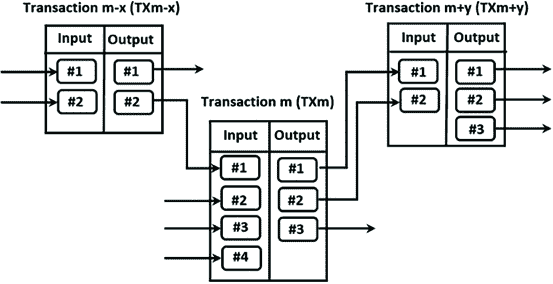 Transaction m-x (TXm-x)
Input Output
#1 #1
#2 #2
Transaction m (TXm)
Input Output
#1 #1
#2 #2
#3 #3
#4
Transaction m+y (TXm+y)
Input Output
#1 #1
#2 #2
#3